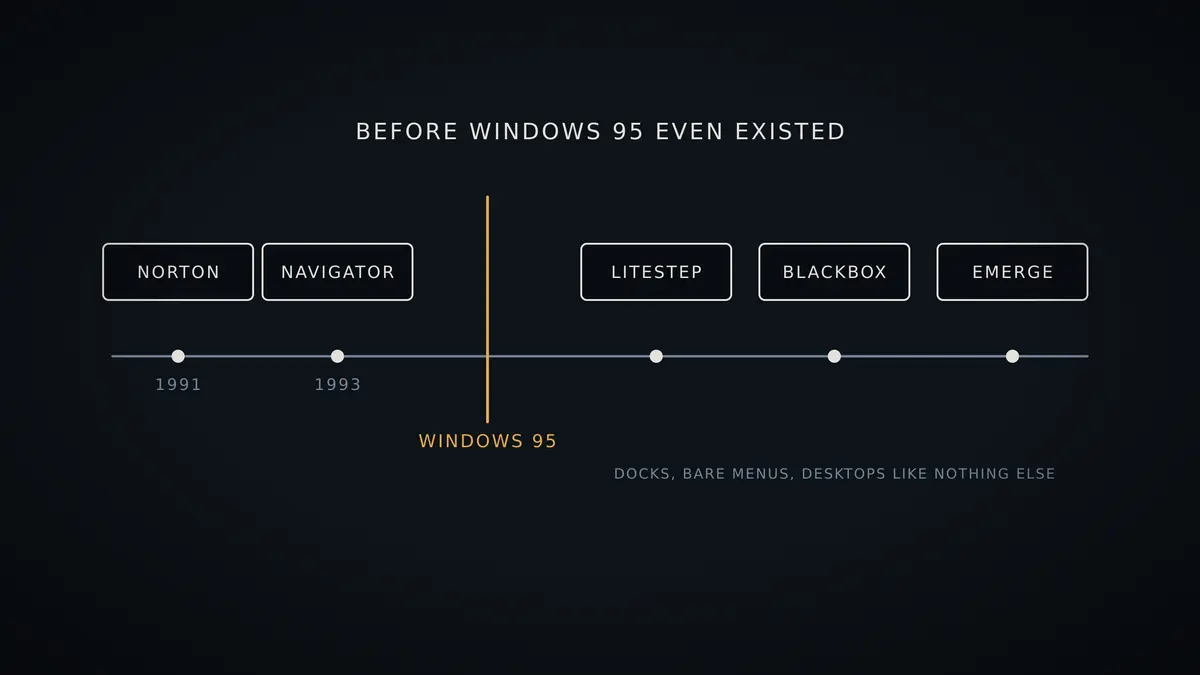 BEFORE WINDOWS 95 EVEN EXISTED
NORTON
NAVIGATOR
LITESTEP
BLACKBOX
EMERGE
1991
1993
WINDOWS 95
DOCKS, BARE MENUS, DESKTOPS LIKE NOTHING ELSE